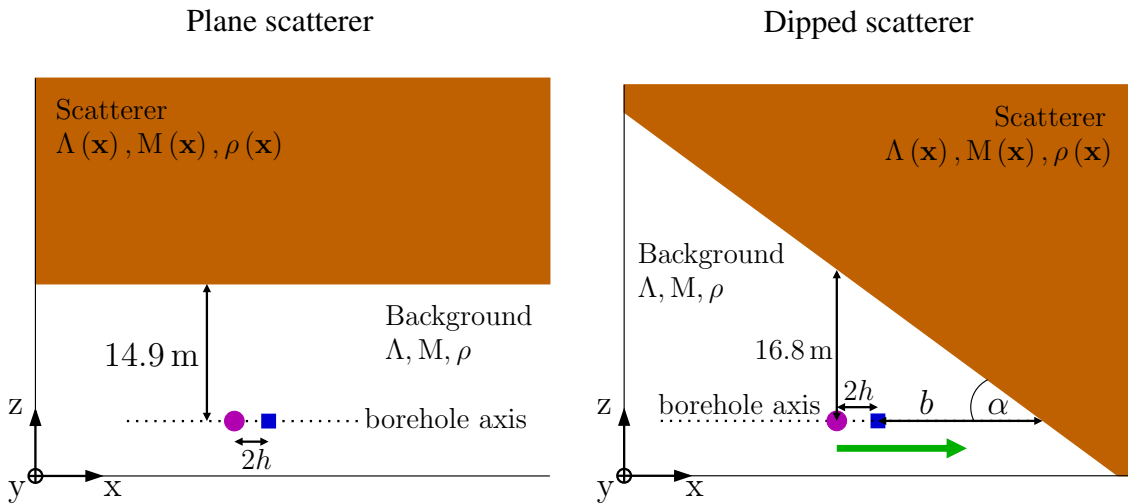 Plane scatterer
Scatterer
Λ (x) , M (x) , ρ (x)
Background
Λ, M, ρ
14.9 m
borehole axis
2h
z
y
x
Dipped scatterer
Scatterer
Λ (x) , M (x) , ρ (x)
Background
Λ, M, ρ
16.8 m
2h
borehole axis
b
α
z
y
x